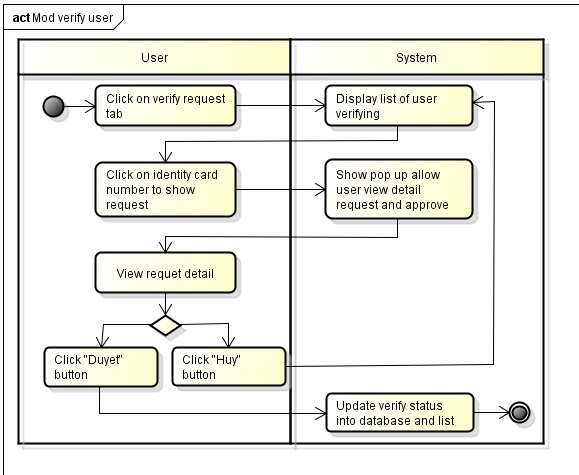 act Mod verify user
User
System
Click on verify request
tab
Display list of user
verifying
Click on identity card
number to show
request
Show pop up allow
user view detail
request and approve
View requet detail
Click "Duyet"
button
Click "Huy"
button
Update verify status
into database and list